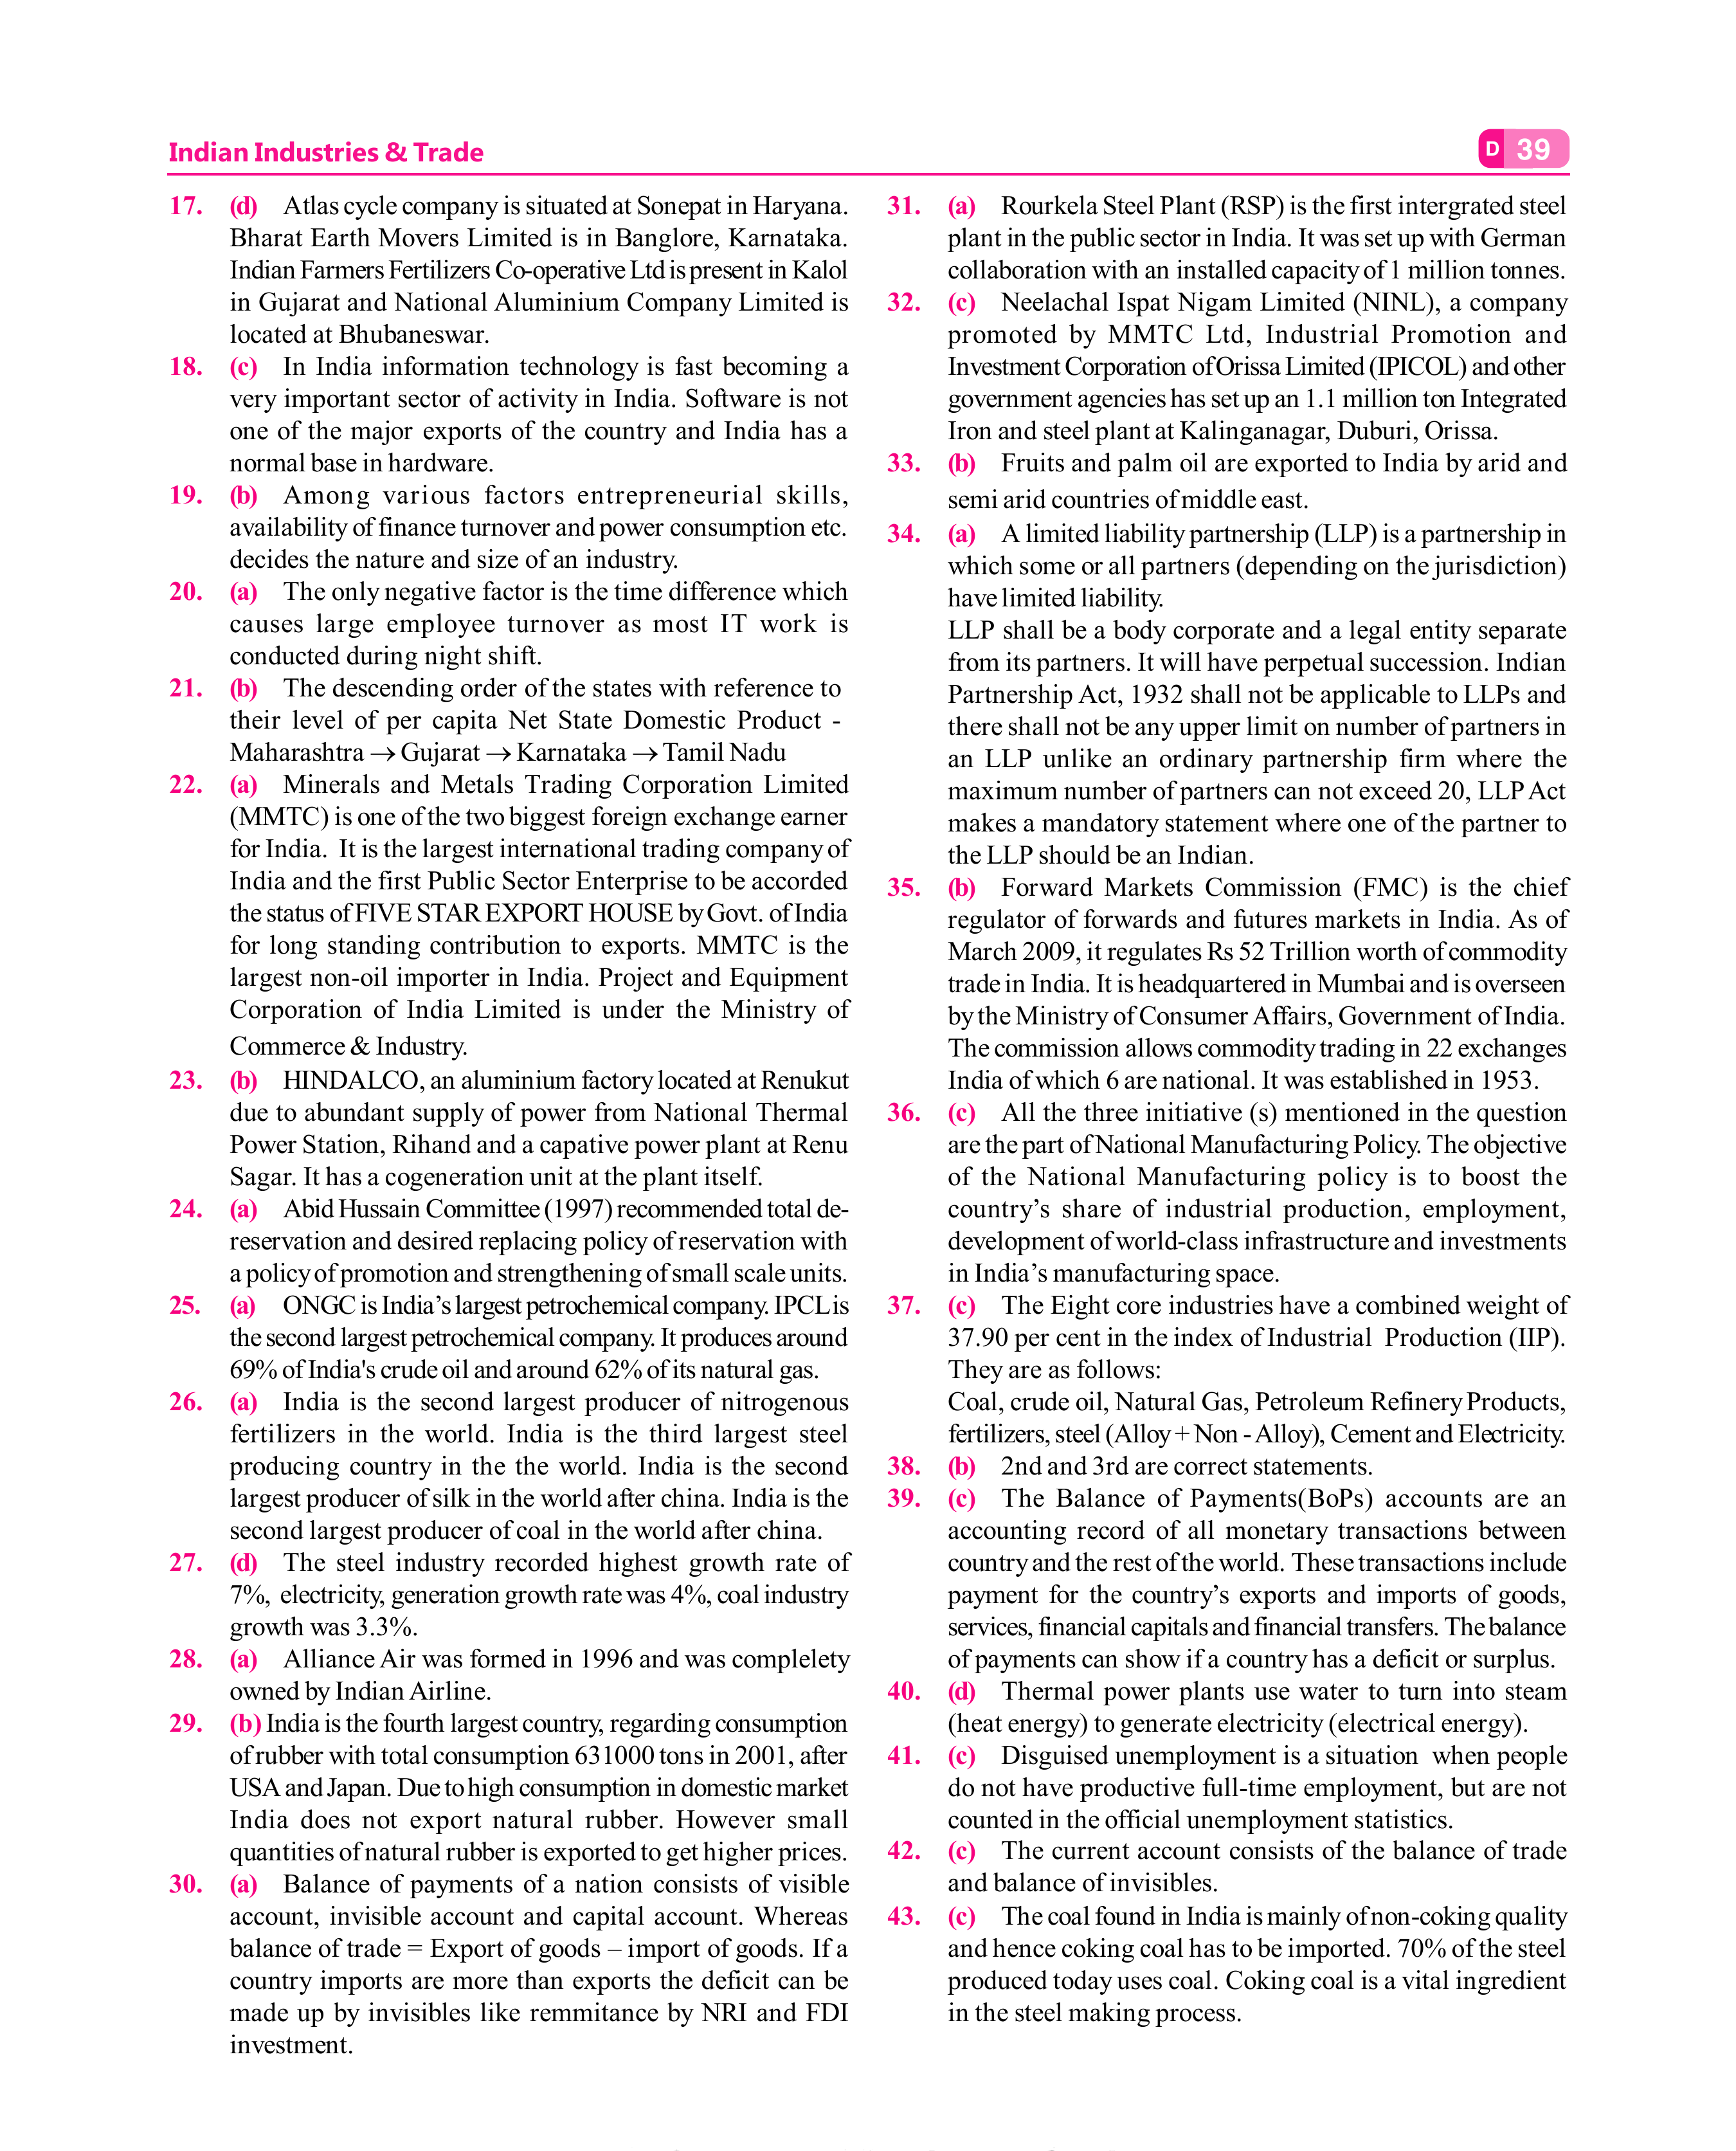 Indian Industries & Trade
D 39
17. (d) Atlas cycle company is situated at Sonepat in Haryana.
Bharat Earth Movers Limited is in Banglore, Karnataka.
Indian Farmers Fertilizers Co-operative Ltd is present in Kalol
in Gujarat and National Aluminium Company Limited is
located at Bhubaneswar.
18. (c) In India information technology is fast becoming a
very important sector of activity in India. Software is not
one of the major exports of the country and India has a
normal base in hardware.
19. (b) Among various factors entrepreneurial skills,
availability of finance turnover and power consumption etc.
decides the nature and size of an industry.
20. (a) The only negative factor is the time difference which
causes large employee turnover as most IT work is
conducted during night shift.
21. (b) The descending order of the states with reference to
their level of per capita Net State Domestic Product -
Maharashtra → Gujarat → Karnataka → Tamil Nadu
22. (a) Minerals and Metals Trading Corporation Limited
(MMTC) is one of the two biggest foreign exchange earner
for India. It is the largest international trading company of
India and the first Public Sector Enterprise to be accorded
the status of FIVE STAR EXPORT HOUSE by Govt. of India
for long standing contribution to exports. MMTC is the
largest non-oil importer in India. Project and Equipment
Corporation of India Limited is under the Ministry of
Commerce & Industry.
23. (b) HINDALCO, an aluminium factory located at Renukut
due to abundant supply of power from National Thermal
Power Station, Rihand and a capative power plant at Renu
Sagar. It has a cogeneration unit at the plant itself.
24. (a) Abid Hussain Committee (1997) recommended total de-
reservation and desired replacing policy of reservation with
a policy of promotion and strengthening of small scale units.
25. (a) ONGC is India's largest petrochemical company. IPCL is
the second largest petrochemical company. It produces around
69% of India's crude oil and around 62% of its natural gas.
26. (a) India is the second largest producer of nitrogenous
fertilizers in the world. India is the third largest steel
producing country in the the world. India is the second
largest producer of silk in the world after china. India is the
second largest producer of coal in the world after china.
27. (d) The steel industry recorded highest growth rate of
7%, electricity, generation growth rate was 4%, coal industry
growth was 3.3%.
28. (a) Alliance Air was formed in 1996 and was complelety
owned by Indian Airline.
29. (b) India is the fourth largest country, regarding consumption
of rubber with total consumption 631000 tons in 2001, after
USA and Japan. Due to high consumption in domestic market
India does not export natural rubber. However small
quantities of natural rubber is exported to get higher prices.
30. (a) Balance of payments of a nation consists of visible
account, invisible account and capital account. Whereas
balance of trade = Export of goods – import of goods. If a
country imports are more than exports the deficit can be
made up by invisibles like remmitance by NRI and FDI
investment.
31. (a) Rourkela Steel Plant (RSP) is the first intergrated steel
plant in the public sector in India. It was set up with German
collaboration with an installed capacity of 1 million tonnes.
32. (c) Neelachal Ispat Nigam Limited (NINL), a company
promoted by MMTC Ltd, Industrial Promotion and
Investment Corporation of Orissa Limited (IPICOL) and other
government agencies has set up an 1.1 million ton Integrated
Iron and steel plant at Kalinganagar, Duburi, Orissa.
33. (b) Fruits and palm oil are exported to India by arid and
semi arid countries of middle east.
34. (a) A limited liability partnership (LLP) is a partnership in
which some or all partners (depending on the jurisdiction)
have limited liability.
LLP shall be a body corporate and a legal entity separate
from its partners. It will have perpetual succession. Indian
Partnership Act, 1932 shall not be applicable to LLPs and
there shall not be any upper limit on number of partners in
an LLP unlike an ordinary partnership firm where the
maximum number of partners can not exceed 20, LLP Act
makes a mandatory statement where one of the partner to
the LLP should be an Indian.
35. (b) Forward Markets Commission (FMC) is the chief
regulator of forwards and futures markets in India. As of
March 2009, it regulates Rs 52 Trillion worth of commodity
trade in India. It is headquartered in Mumbai and is overseen
by the Ministry of Consumer Affairs, Government of India.
The commission allows commodity trading in 22 exchanges
India of which 6 are national. It was established in 1953.
36. (c) All the three initiative (s) mentioned in the question
are the part of National Manufacturing Policy. The objective
of the National Manufacturing policy is to boost the
country's share of industrial production, employment,
development of world-class infrastructure and investments
in India's manufacturing space.
37. (c) The Eight core industries have a combined weight of
37.90 per cent in the index of Industrial Production (IIP).
They are as follows:
Coal, crude oil, Natural Gas, Petroleum Refinery Products,
fertilizers, steel (Alloy + Non - Alloy), Cement and Electricity.
38. (b) 2nd and 3rd are correct statements.
39. (c) The Balance of Payments(BoPs) accounts are an
accounting record of all monetary transactions between
country and the rest of the world. These transactions include
payment for the country's exports and imports of goods,
services, financial capitals and financial transfers. The balance
of payments can show if a country has a deficit or surplus.
40. (d) Thermal power plants use water to turn into steam
(heat energy) to generate electricity (electrical energy).
41. (c) Disguised unemployment is a situation when people
do not have productive full-time employment, but are not
counted in the official unemployment statistics.
42. (c) The current account consists of the balance of trade
and balance of invisibles.
43. (c) The coal found in India is mainly of non-coking quality
and hence coking coal has to be imported. 70% of the steel
produced today uses coal. Coking coal is a vital ingredient
in the steel making process.